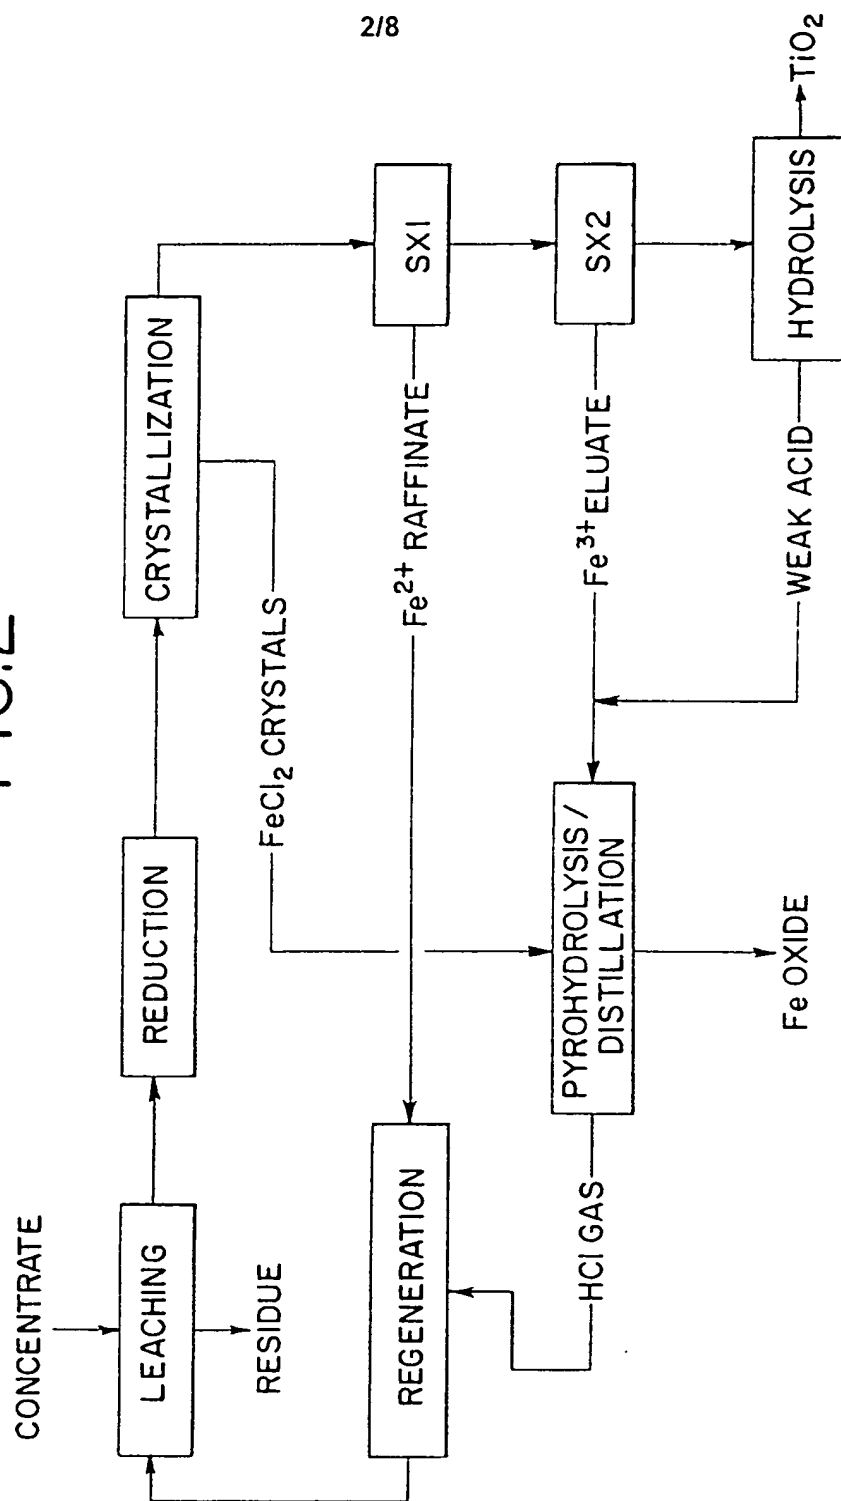 2/8
FIG.2
CONCENTRATE
LEACHING
RESIDUE
REDUCTION
CRYSTALLIZATION
FeCl₂ CRYSTALS
SX1
Fe²⁺ RAFFINATE
REGENERATION
SX2
Fe³⁺ ELUATE
PYROHYDROLYSIS /
DISTILLATION
HCl GAS
Fe OXIDE
HYDROLYSIS
WEAK ACID
TiO₂